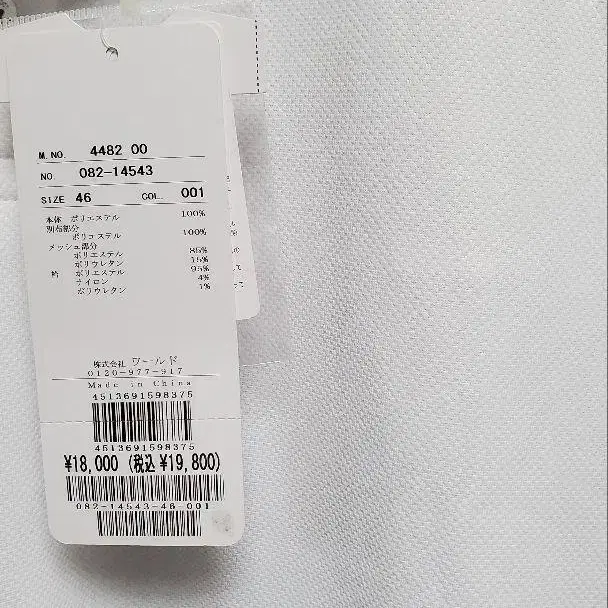 M.NO. 4482 00
NO. 082-14543
SIZE 46 COL. 001
本体 ポリエステル 100%
別布部分
ポリエステル 100%
メッシュ部分
ポリエステル 85%
ポリウレタン 15%
衿 ポリエステル 95%
ナイロン 4%
ポリウレタン 1%
株式会社 ワールド
0120-977-917
Made in China
4513691598375
4513691598375
¥18,000 (税込 ¥19,800)
082-14543-46-001